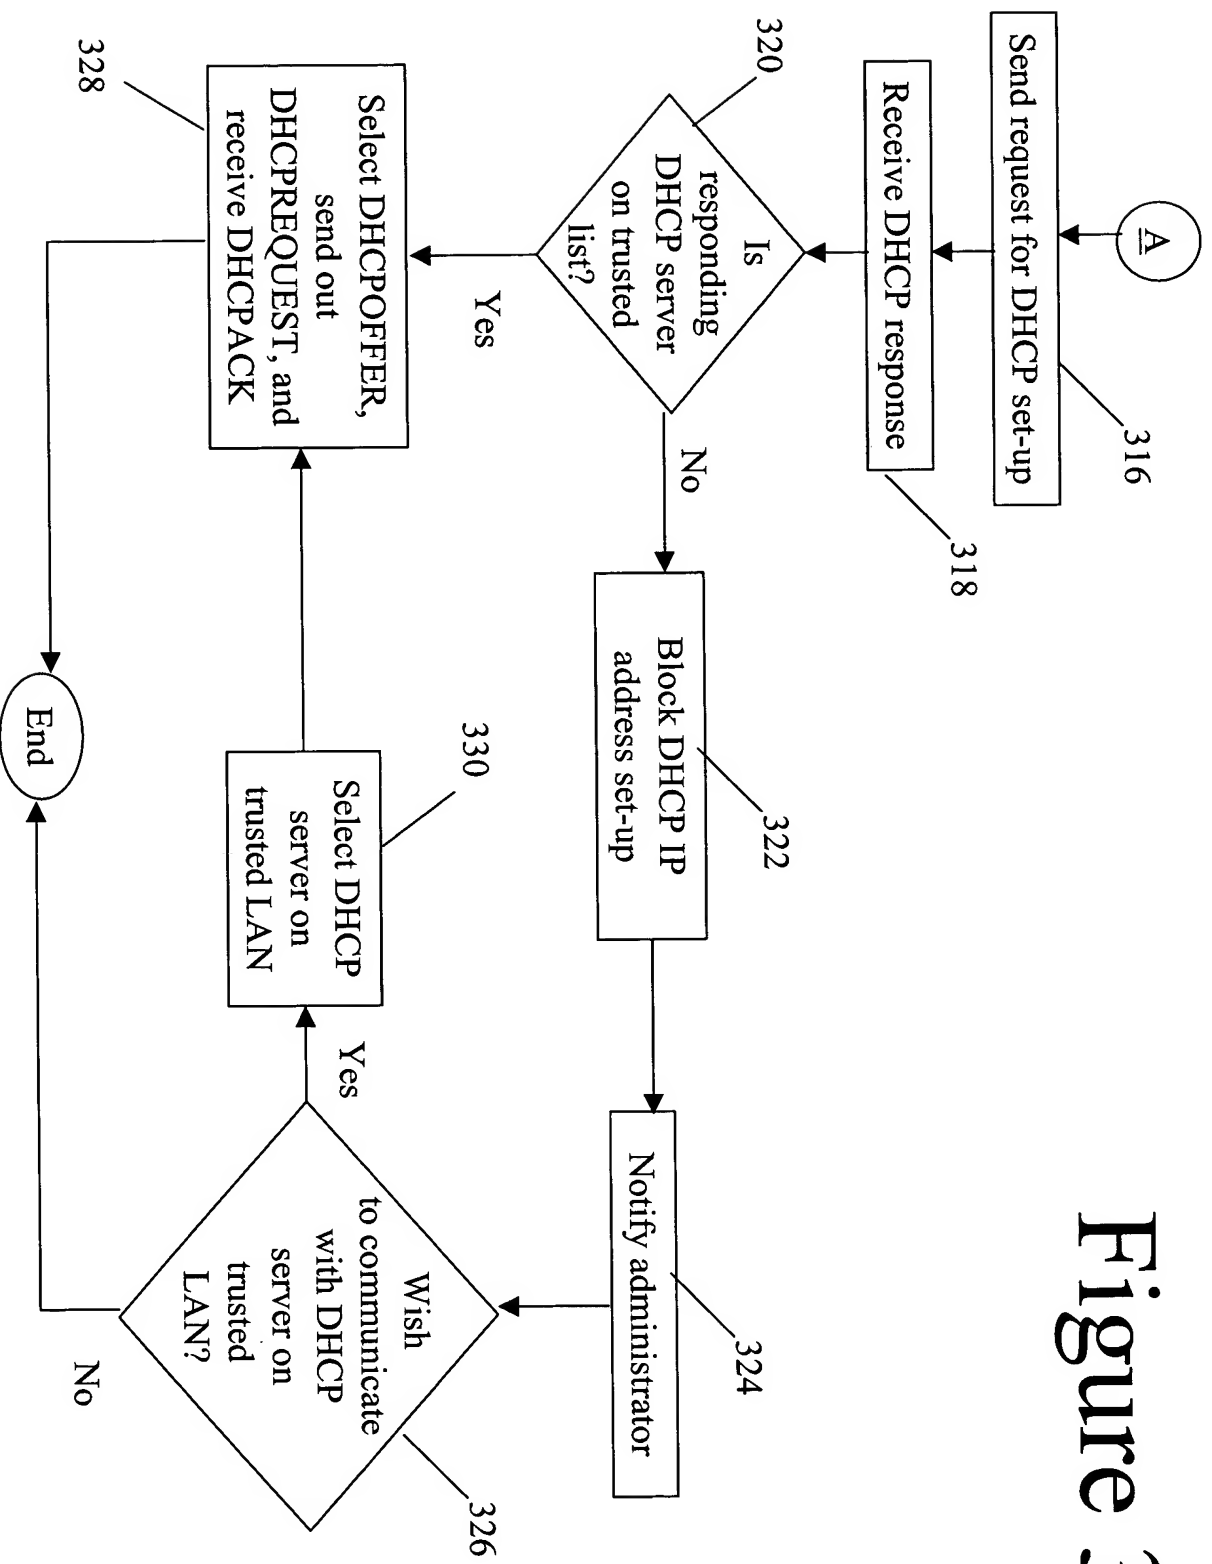 Figure
A
Send request for DHCP set-up
316
Receive DHCP response
318
320
Is
responding
DHCP server
on trusted
list?
No
Yes
Block DHCP IP
address set-up
322
Notify administrator
324
Wish
to communicate
with DHCP
server on
trusted
LAN?
326
Yes
No
Select DHCP
server on
trusted LAN
330
Select DHCPOFFER,
send out
DHCPREQUEST, and
receive DHCPACK
328
End